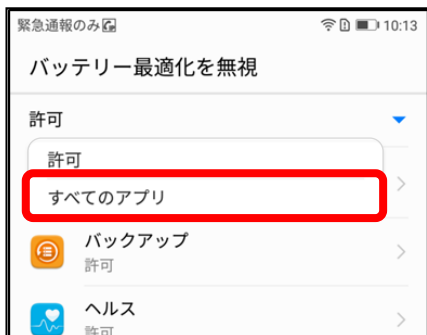 緊急通報のみ
10:13
バッテリー最適化を無視
許可
許可
すべてのアプリ
バックアップ
許可
ヘルス
許可